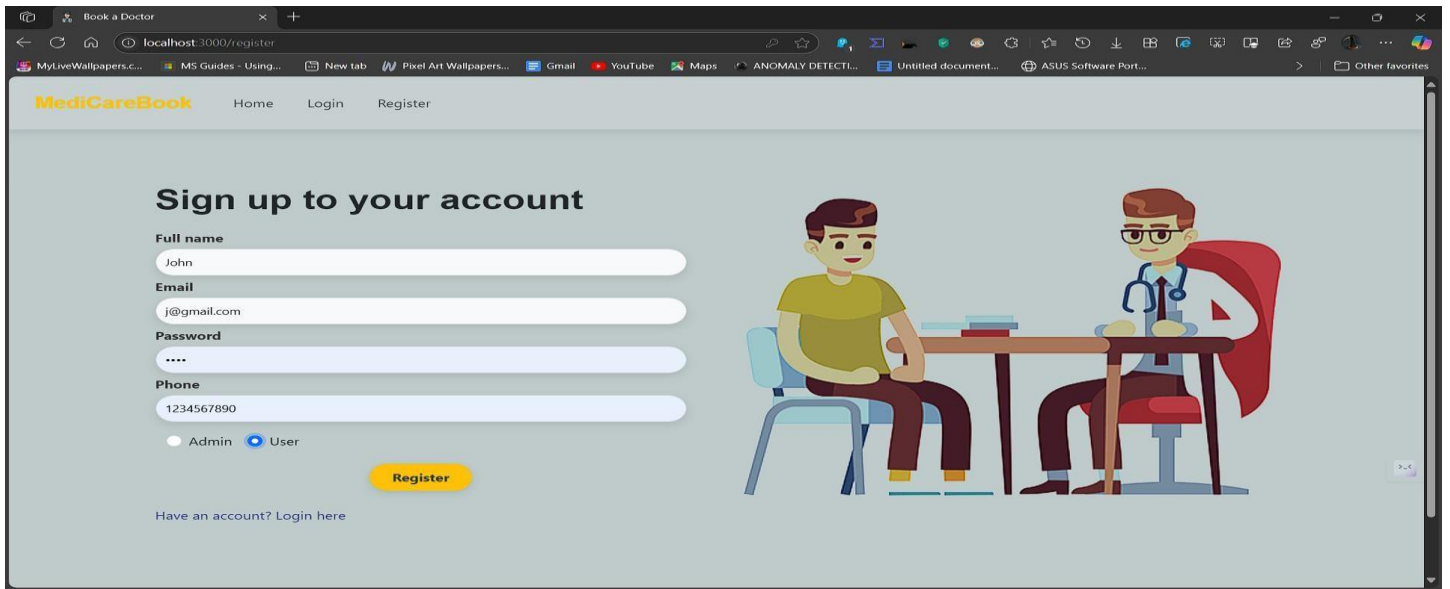 Book a Doctor
localhost:3000/register
MyLiveWallpapers.c... MS Guides - Using... New tab Pixel Art Wallpapers... Gmail YouTube Maps ANOMALY DETECTI... Untitled document... ASUS Software Port... Other favorites
MediCareBook Home Login Register
Sign up to your account
Full name
John
Email
j@gmail.com
Password
••••
Phone
1234567890
Admin User
Register
Have an account? Login here